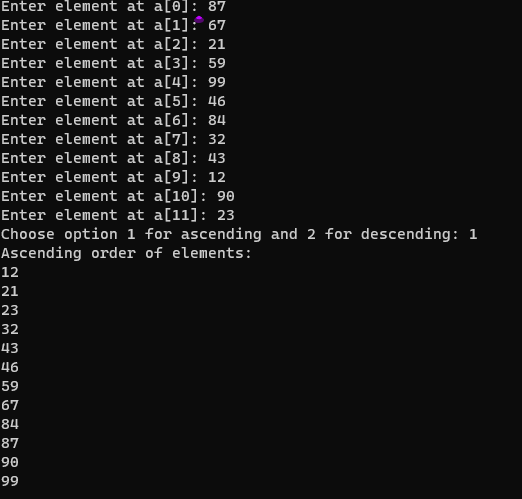 Enter element at a[0]: 87
Enter element at a[1]: 67
Enter element at a[2]: 21
Enter element at a[3]: 59
Enter element at a[4]: 99
Enter element at a[5]: 46
Enter element at a[6]: 84
Enter element at a[7]: 32
Enter element at a[8]: 43
Enter element at a[9]: 12
Enter element at a[10]: 90
Enter element at a[11]: 23
Choose option 1 for ascending and 2 for descending: 1
Ascending order of elements:
12
21
23
32
43
46
59
67
84
87
90
99